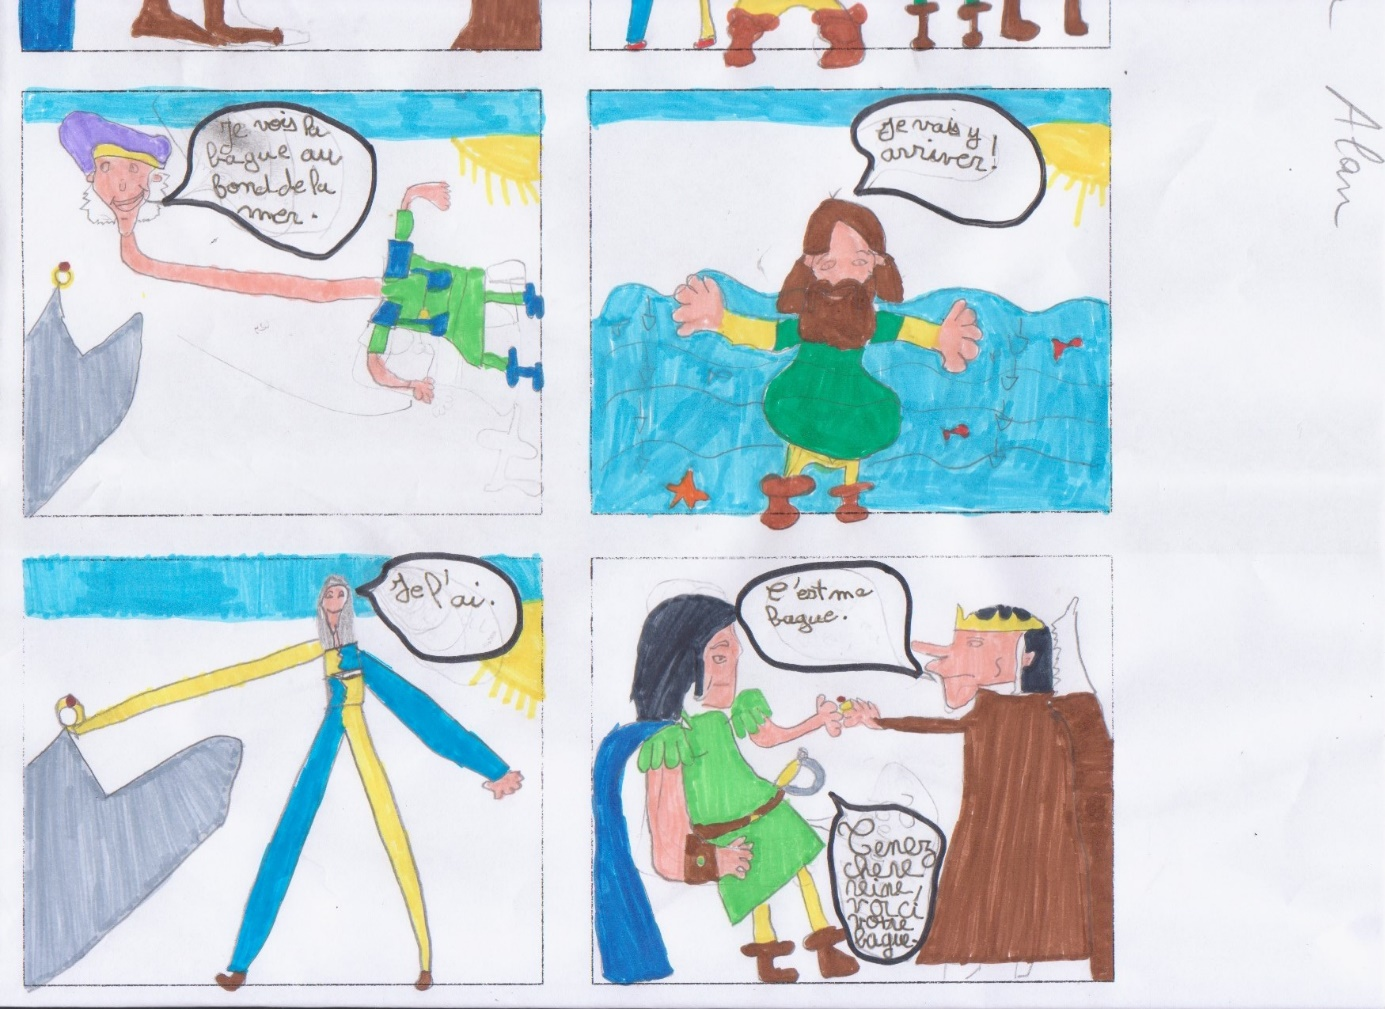 Je vois la
bague au
fond de la
mer.
Je vais y
arriver!
Je l'ai.
C'est ma
bague.
Tenez
chère
reine,
voici
votre
bague.
Alan